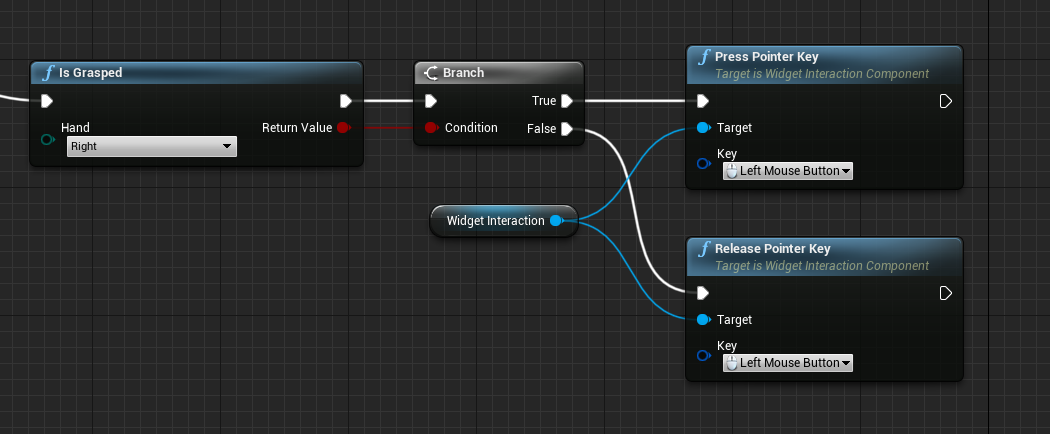 Is Grasped
Hand
Right
Return Value
Branch
True
Condition
False
Widget Interaction
Press Pointer Key
Target is Widget Interaction Component
Target
Key
Left Mouse Button
Release Pointer Key
Target is Widget Interaction Component
Target
Key
Left Mouse Button